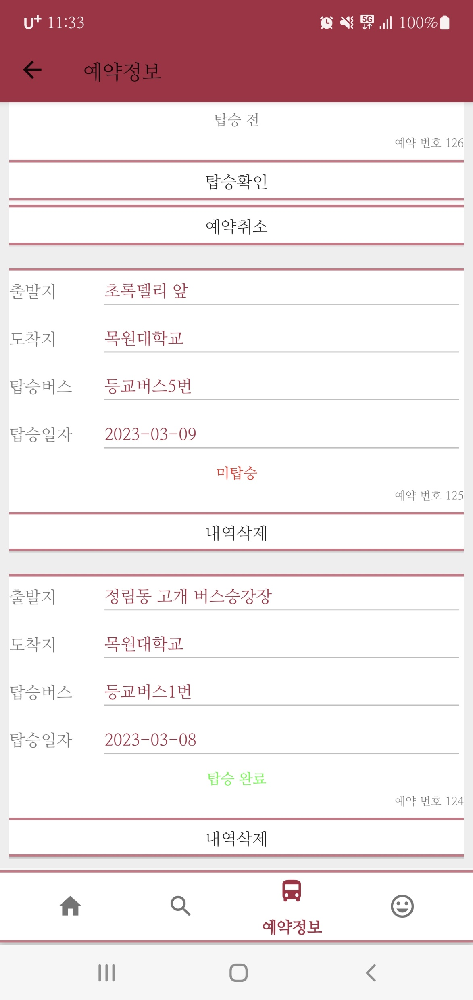 U+ 11:33 5G 100%
예약정보
탑승 전
예약 번호 126
탑승확인
예약취소
출발지 초록델리 앞
도착지 목원대학교
탑승버스 등교버스5번
탑승일자 2023-03-09
미탑승
예약 번호 125
내역삭제
출발지 정림동 고개 버스승강장
도착지 목원대학교
탑승버스 등교버스1번
탑승일자 2023-03-08
탑승 완료
예약 번호 124
내역삭제
예약정보